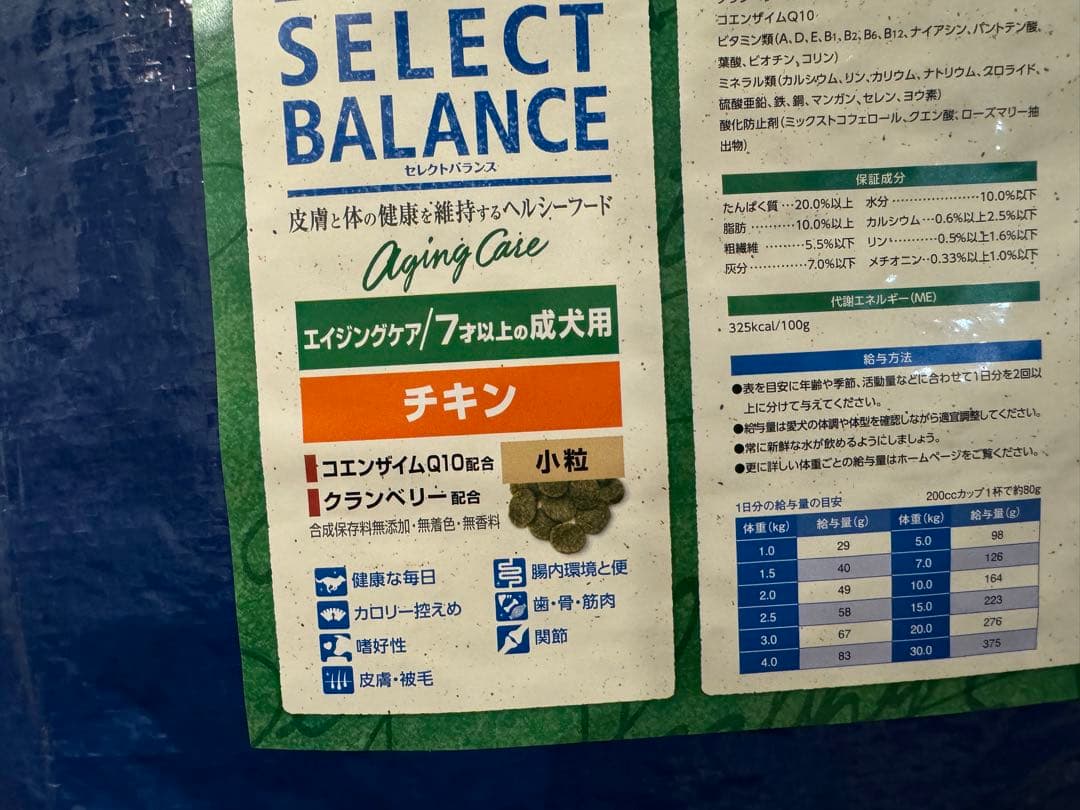 SELECT
BALANCE
セレクトバランス
皮膚と体の健康を維持するヘルシーフード
Aging Care
エイジングケア/7才以上の成犬用
チキン
コエンザイムQ10配合
クランベリー配合
合成保存料無添加・無着色・無香料
小粒
健康な毎日
カロリー控えめ
嗜好性
皮膚・被毛
腸内環境と便
歯・骨・筋肉
関節
コエンザイムQ10
ビタミン類(A、D、E、B1、B2、B6、B12、ナイアシン、パントテン酸、
葉酸、ビオチン、コリン)
ミネラル類(カルシウム、リン、カリウム、ナトリウム、クロライド、
硫酸亜鉛、鉄、銅、マンガン、セレン、ヨウ素)
酸化防止剤(ミックストコフェロール、クエン酸、ローズマリー抽
出物)
保証成分
たんぱく質…20.0%以上 水分………………10.0%以下
脂肪………10.0%以上 カルシウム…0.6%以上2.5%以下
粗繊維………5.5%以下 リン………0.5%以上1.6%以下
灰分…………7.0%以下 メチオニン‥0.33%以上1.0%以下
代謝エネルギー(ME)
325kcal/100g
給与方法
●表を目安に年齢や季節、活動量などに合わせて1日分を2回以
上に分けて与えてください。
●給与量は愛犬の体調や体型を確認しながら適宜調整してください。
●常に新鮮な水が飲めるようにしましょう。
●更に詳しい体重ごとの給与量はホームページをご覧ください。
1日分の給与量の目安 200ccカップ1杯で約80g
体重(kg) 給与量(g) 体重(kg) 給与量(g)
1.0 29 5.0 98
1.5 40 7.0 126
2.0 49 10.0 164
2.5 58 15.0 223
3.0 67 20.0 276
4.0 83 30.0 375